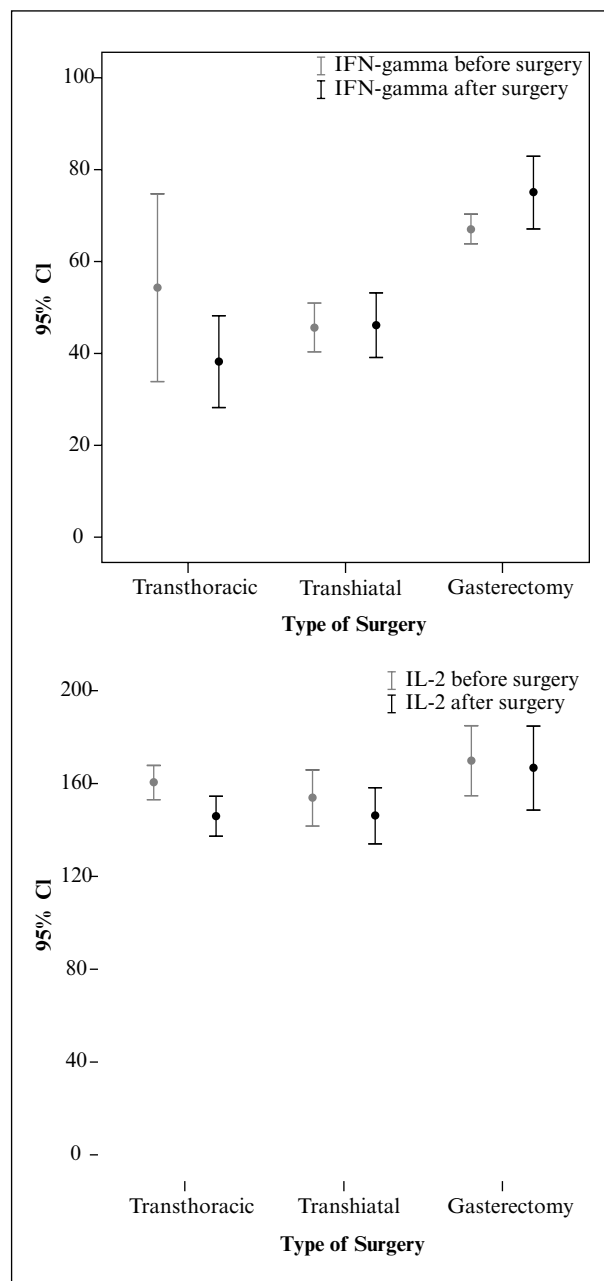 IFN-gamma before surgery
IFN-gamma after surgery
100
80
60
40
20
0
95% CI
Transthoracic Transhiatal Gasterectomy
Type of Surgery
IL-2 before surgery
IL-2 after surgery
200
160
120
80
40
0
95% CI
Transthoracic Transhiatal Gasterectomy
Type of Surgery